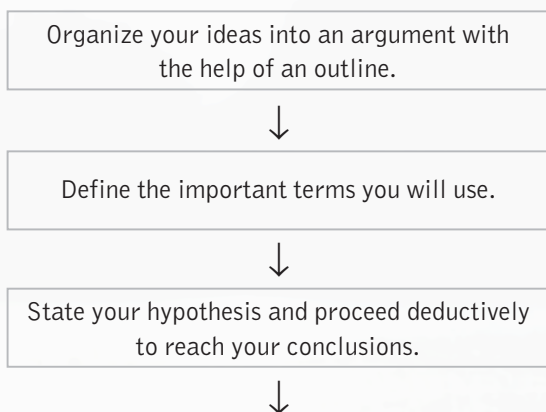 Organize your ideas into an argument with
the help of an outline.
Define the important terms you will use.
State your hypothesis and proceed deductively
to reach your conclusions.